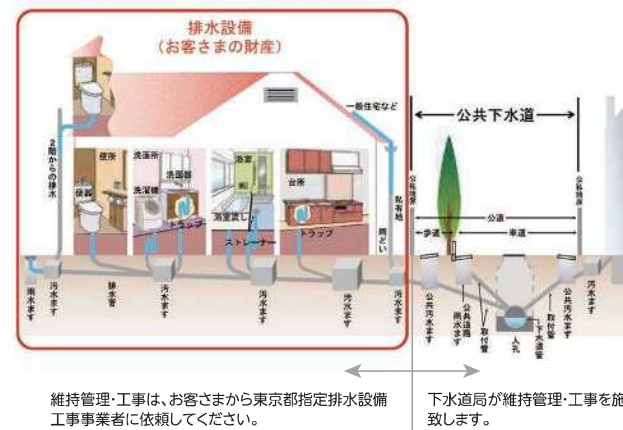 排水設備
(お客さまの財産)
公共下水道
一般住宅など
2階からの排水
便所
便器
洗面所
洗面器
洗濯機
トラップ
浴室
浴室流し
ストレーナー
台所
トラップ
雨どい
私有地
公私境界
公私境界
公道
歩道
車道
雨水ます
汚水ます
排水管
汚水ます
汚水ます
汚水ます
汚水ます
公共汚水ます
公共道路雨水ます
取付管
人孔
下水道管
取付管
公共汚水ます
汚水ます
維持管理・工事は、お客さまから東京都指定排水設備
工事事業者に依頼してください。
下水道局が維持管理・工事を施
致します。